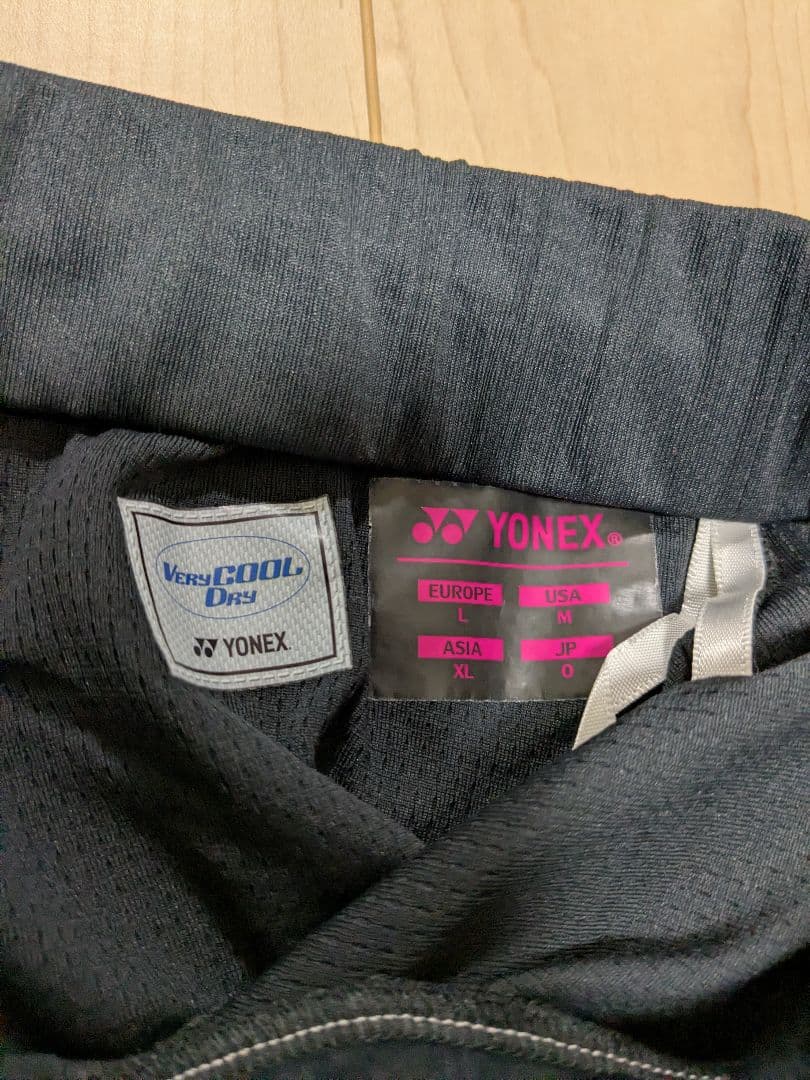 VERYCOOL
DRY
YONEX
YONEX®
EUROPE USA
L M
ASIA JP
XL O